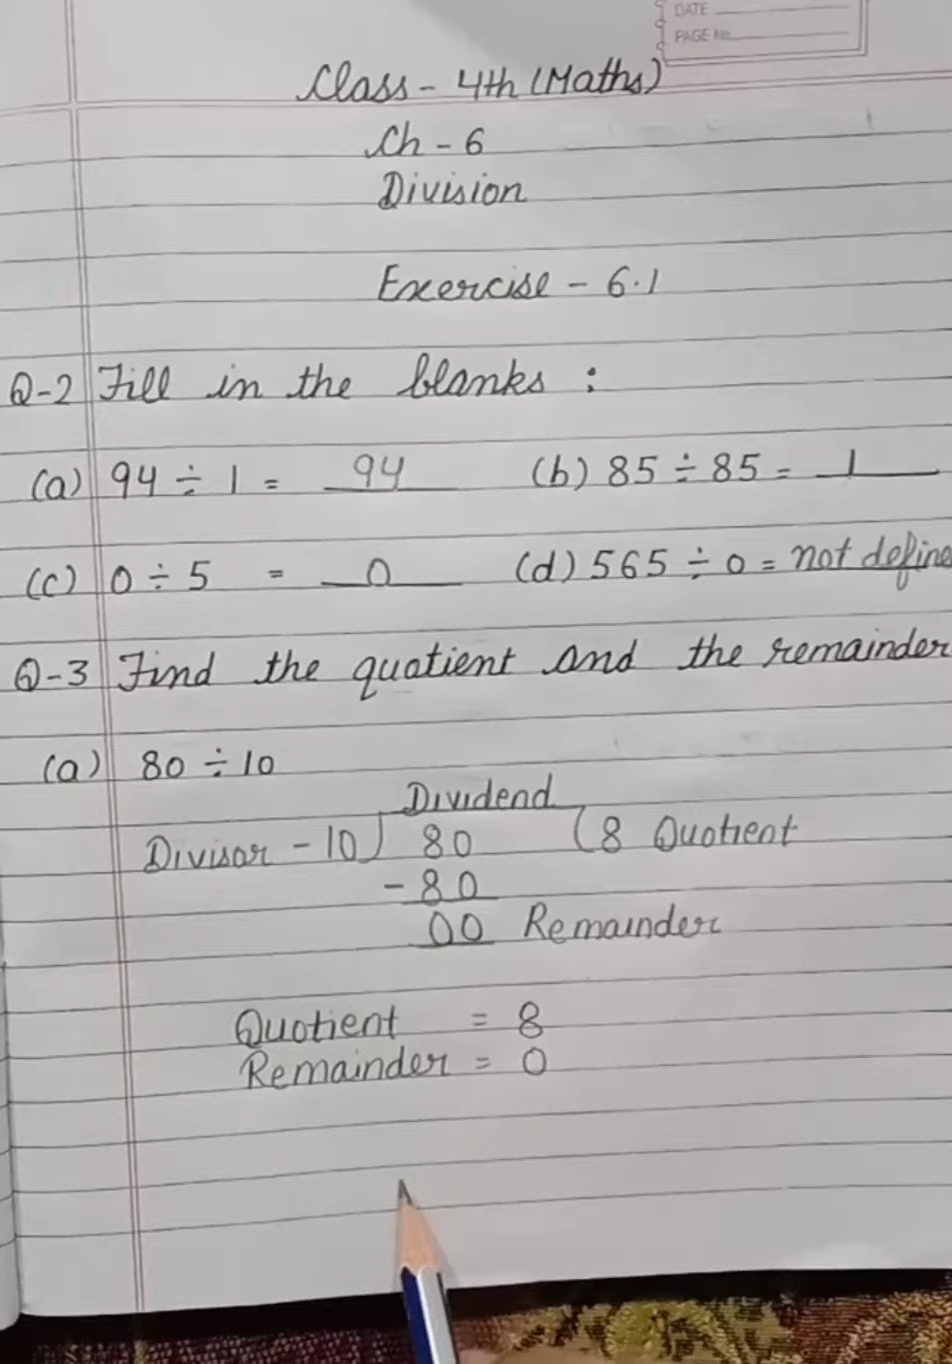 DATE
PAGE No.
Class - 4th (Maths)
Ch - 6
Division
Exercise - 6.1
Q-2 Fill in the blanks :
(a) 94 ÷ 1 = 94 (b) 85 ÷ 85 = 1
(c) 0 ÷ 5 = 0 (d) 565 ÷ 0 = not define
Q-3 Find the quotient and the remainder
(a) 80 ÷ 10
Dividend
Divisor - 10) 80 (8 Quotient
- 80
00 Remainder
Quotient = 8
Remainder = 0